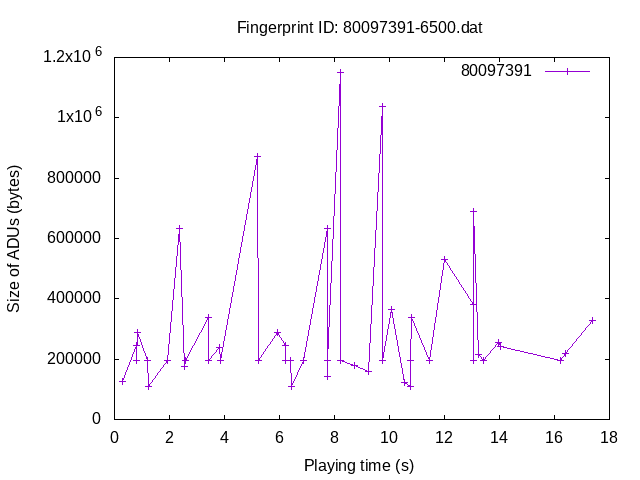 Fingerprint ID: 80097391-6500.dat
80097391
1.2x10^6
1x10^6
800000
600000
400000
200000
0
Size of ADUs (bytes)
0 2 4 6 8 10 12 14 16 18
Playing time (s)